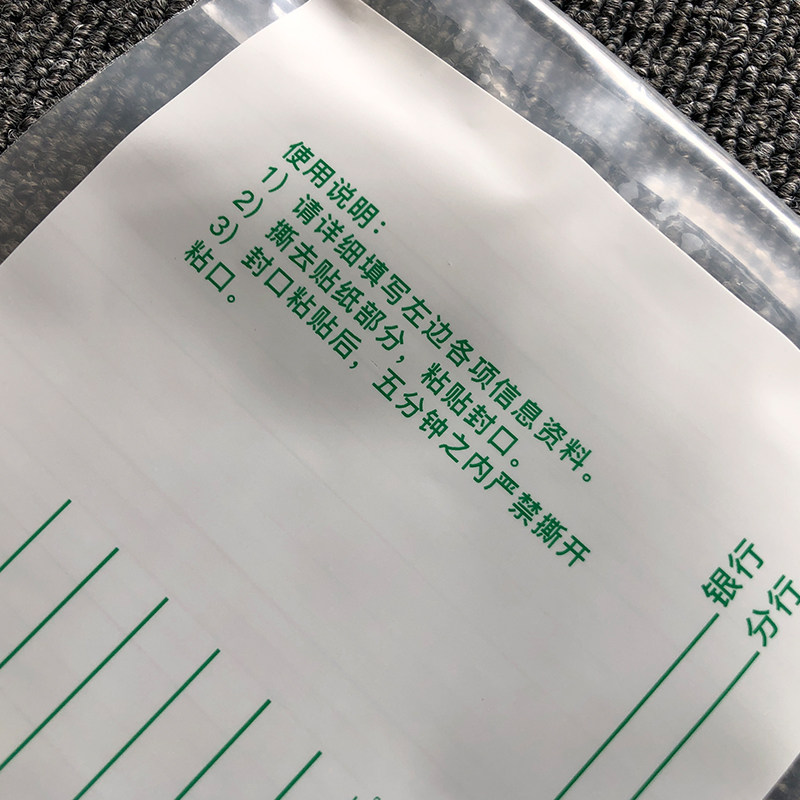 使用说明：
1）请详细填写左边各项信息资料。
2）撕去贴纸部分，粘贴封口。
3）封口粘贴后，五分钟之内严禁撕开
粘口。
银行
分行